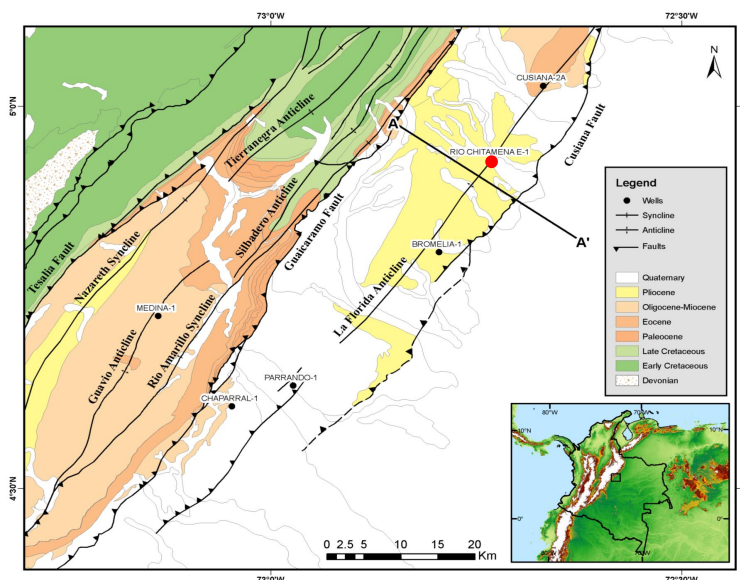 73°0'W
72°30'W
N
CUSIANA-2A
5°0'N
A
Tierranegra Anticline
RIO CHITAMENA E-1
Cusiana Fault
Legend
Wells
Syncline
Anticline
Faults
Quaternary
Pliocene
Oligocene-Miocene
Eocene
Paleocene
Late Cretaceous
Early Cretaceous
Devonian
Silbadero Anticline
Guaicaramo Fault
A'
BROMELIA-1
Tesalia Fault
Nazareth Syncline
La Florida Anticline
MEDINA-1
Rio Amarillo Syncline
Guavio Anticline
PARRANDO-1
CHAPARRAL-1
80°W
70°W
10°N
10°N
4°30'N
0°
0°
0 2.5 5 10 15 20
Km
80°W
70°W
73°0'W
72°30'W